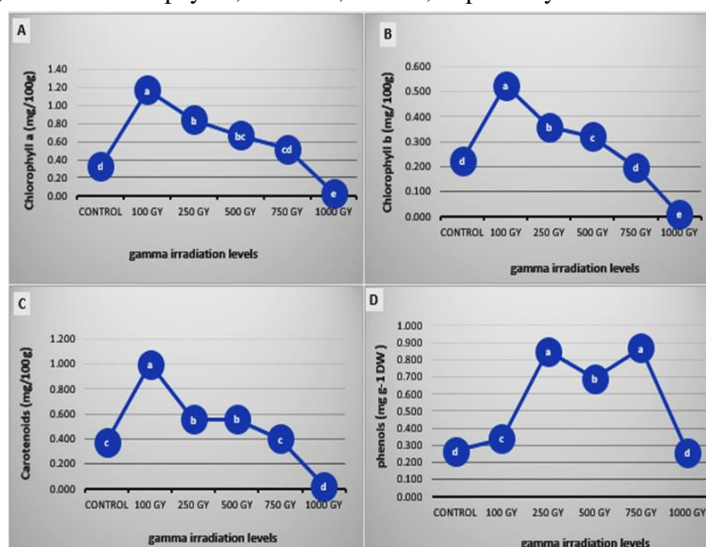 A
Chlorophyll a (mg/100g)
1.40
1.20
1.00
0.80
0.60
0.40
0.20
0.00
d
a
b
bc
cd
e
CONTROL 100 GY 250 GY 500 GY 750 GY 1000 GY
gamma irradiation levels
B
Chlorophyll b (mg/100g)
0.600
0.500
0.400
0.300
0.200
0.100
0.000
d
a
b
c
d
e
CONTROL 100 GY 250 GY 500 GY 750 GY 1000 GY
gamma irradiation levels
C
Carotenoids (mg/100g)
1.200
1.000
0.800
0.600
0.400
0.200
0.000
c
a
b
b
c
d
CONTROL 100 GY 250 GY 500 GY 750 GY 1000 GY
gamma irradiation levels
D
phenols (mg g-1 DW )
1.000
0.900
0.800
0.700
0.600
0.500
0.400
0.300
0.200
0.100
0.000
d
c
a
b
a
d
CONTROL 100 GY 250 GY 500 GY 750 GY 1000 GY
gamma irradiation levels